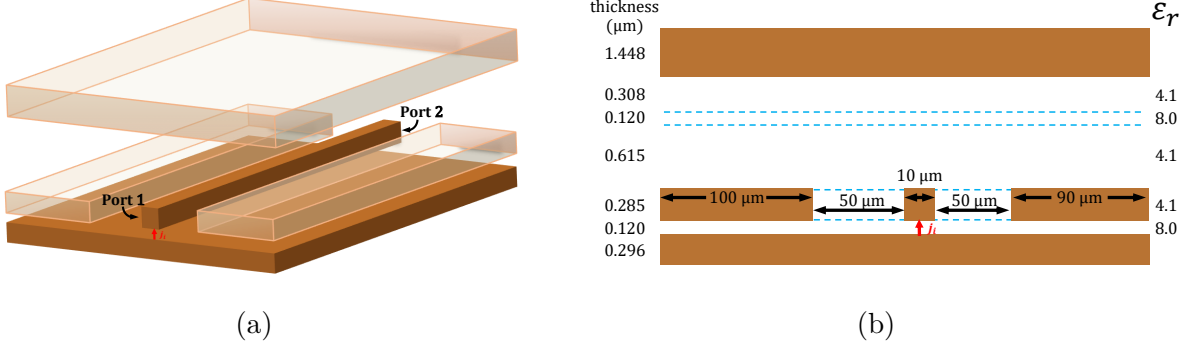 Port 2
Port 1
j_i
(a)
thickness
(μm)
ε_r
1.448
0.308
4.1
0.120
8.0
0.615
4.1
10 μm
100 μm
50 μm
50 μm
90 μm
0.285
4.1
0.120
j_i
8.0
0.296
(b)